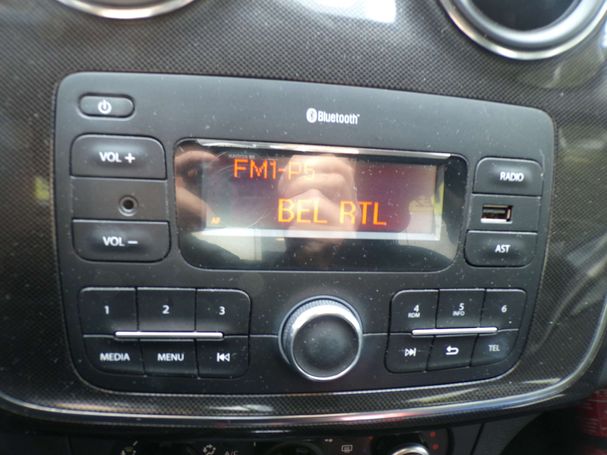 Bluetooth
VOL +
FM1-P5
RADIO
BEL RTL
AF
VOL −
AST
1 2 3
4 RDM 5 INFO 6
MEDIA MENU
TEL
A/C